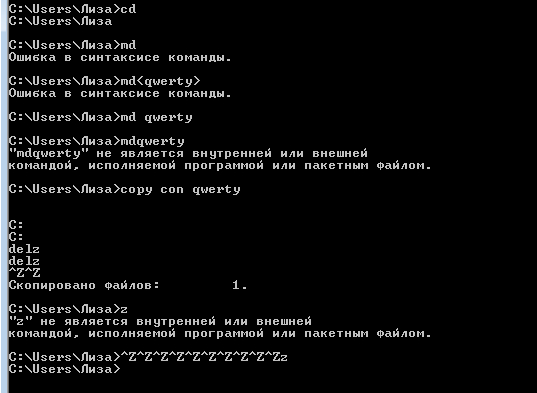 C:\Users\Лиза>cd
C:\Users\Лиза
C:\Users\Лиза>md
Ошибка в синтаксисе команды.
C:\Users\Лиза>md<qwerty>
Ошибка в синтаксисе команды.
C:\Users\Лиза>md qwerty
C:\Users\Лиза>mdqwerty
"mdqwerty" не является внутренней или внешней
командой, исполняемой программой или пакетным файлом.
C:\Users\Лиза>copy con qwerty
C:
C:
delz
delz
^Z^Z
Скопировано файлов:         1.
C:\Users\Лиза>z
"z" не является внутренней или внешней
командой, исполняемой программой или пакетным файлом.
C:\Users\Лиза>^Z^Z^Z^Z^Z^Z^Z^Z^Z^Zz
C:\Users\Лиза>